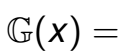 𝔾(x) =